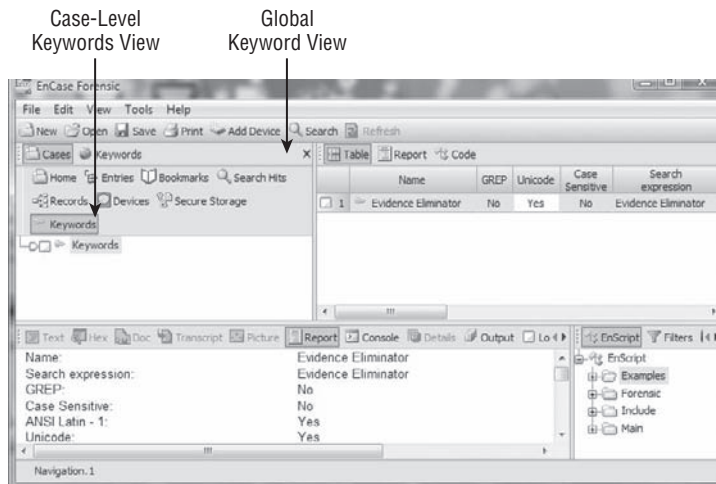 Case-Level
Keywords View
Global
Keyword View
EnCase Forensic
File Edit View Tools Help
New Open Save Print Add Device Search Refresh
Cases Keywords X
Table Report Code
Home Entries Bookmarks Search Hits
Records Devices Secure Storage
Keywords
Keywords
Name GREP Unicode Case Sensitive Search expression
1 Evidence Eliminator No Yes No Evidence Eliminator
Text Hex Doc Transcript Picture Report Console Details Output Lo
EnScript Filters
Name: Evidence Eliminator
Search expression: Evidence Eliminator
GREP: No
Case Sensitive: No
ANSI Latin - 1: Yes
Unicode: Yes
EnScript
Examples
Forensic
Include
Main
Navigation.1